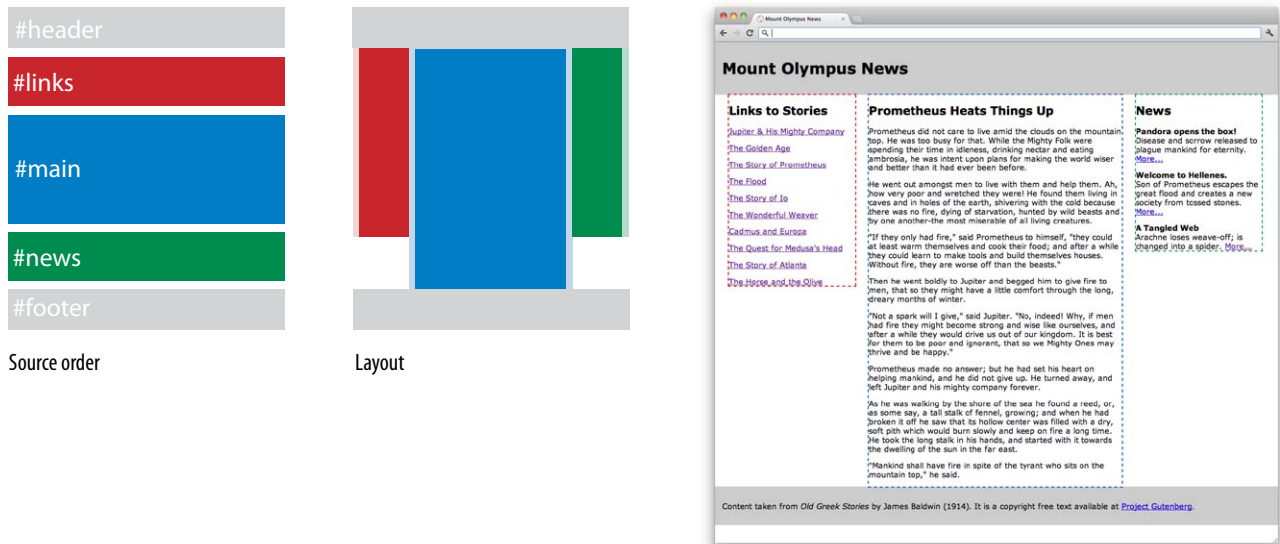 #header
#links
#main
#news
#footer
Source order
Layout
Mount Olympus News
Mount Olympus News
Links to Stories
Jupiter & His Mighty Company
The Golden Age
The Story of Prometheus
The Flood
The Story of Io
The Wonderful Weaver
Cadmus and Europa
The Quest for Medusa's Head
The Story of Atlanta
The Horse and the Olive
Prometheus Heats Things Up
Prometheus did not care to live amid the clouds on the mountain
top. He was too busy for that. While the Mighty Folk were
spending their time in idleness, drinking nectar and eating
ambrosia, he was intent upon plans for making the world wiser
and better than it had ever been before.
He went out amongst men to live with them and help them. Ah,
how very poor and wretched they were! He found them living in
caves and in holes of the earth, shivering with the cold because
there was no fire, dying of starvation, hunted by wild beasts and
by one another-the most miserable of all living creatures.
"If they only had fire," said Prometheus to himself, "they could
at least warm themselves and cook their food; and after a while
they could learn to make tools and build themselves houses.
Without fire, they are worse off than the beasts."
Then he went boldly to Jupiter and begged him to give fire to
men, that so they might have a little comfort through the long,
dreary months of winter.
"Not a spark will I give," said Jupiter. "No, indeed! Why, if men
had fire they might become strong and wise like ourselves, and
after a while they would drive us out of our kingdom. It is best
for them to be poor and ignorant, that so we Mighty Ones may
thrive and be happy."
Prometheus made no answer; but he had set his heart on
helping mankind, and he did not give up. He turned away, and
left Jupiter and his mighty company forever.
As he was walking by the shore of the sea he found a reed, or,
as some say, a tall stalk of fennel, growing; and when he had
broken it off he saw that its hollow center was filled with a dry,
soft pith which would burn slowly and keep on fire a long time.
He took the long stalk in his hands, and started with it towards
the dwelling of the sun in the far east.
"Mankind shall have fire in spite of the tyrant who sits on the
mountain top," he said.
News
Pandora opens the box!
Disease and sorrow released to
plague mankind for eternity.
More...
Welcome to Hellenes.
Son of Prometheus escapes the
great flood and creates a new
society from tossed stones.
More...
A Tangled Web
Arachne loses weave-off; is
changed into a spider. More...
Content taken from Old Greek Stories by James Baldwin (1914). It is a copyright free text available at Project Gutenberg.